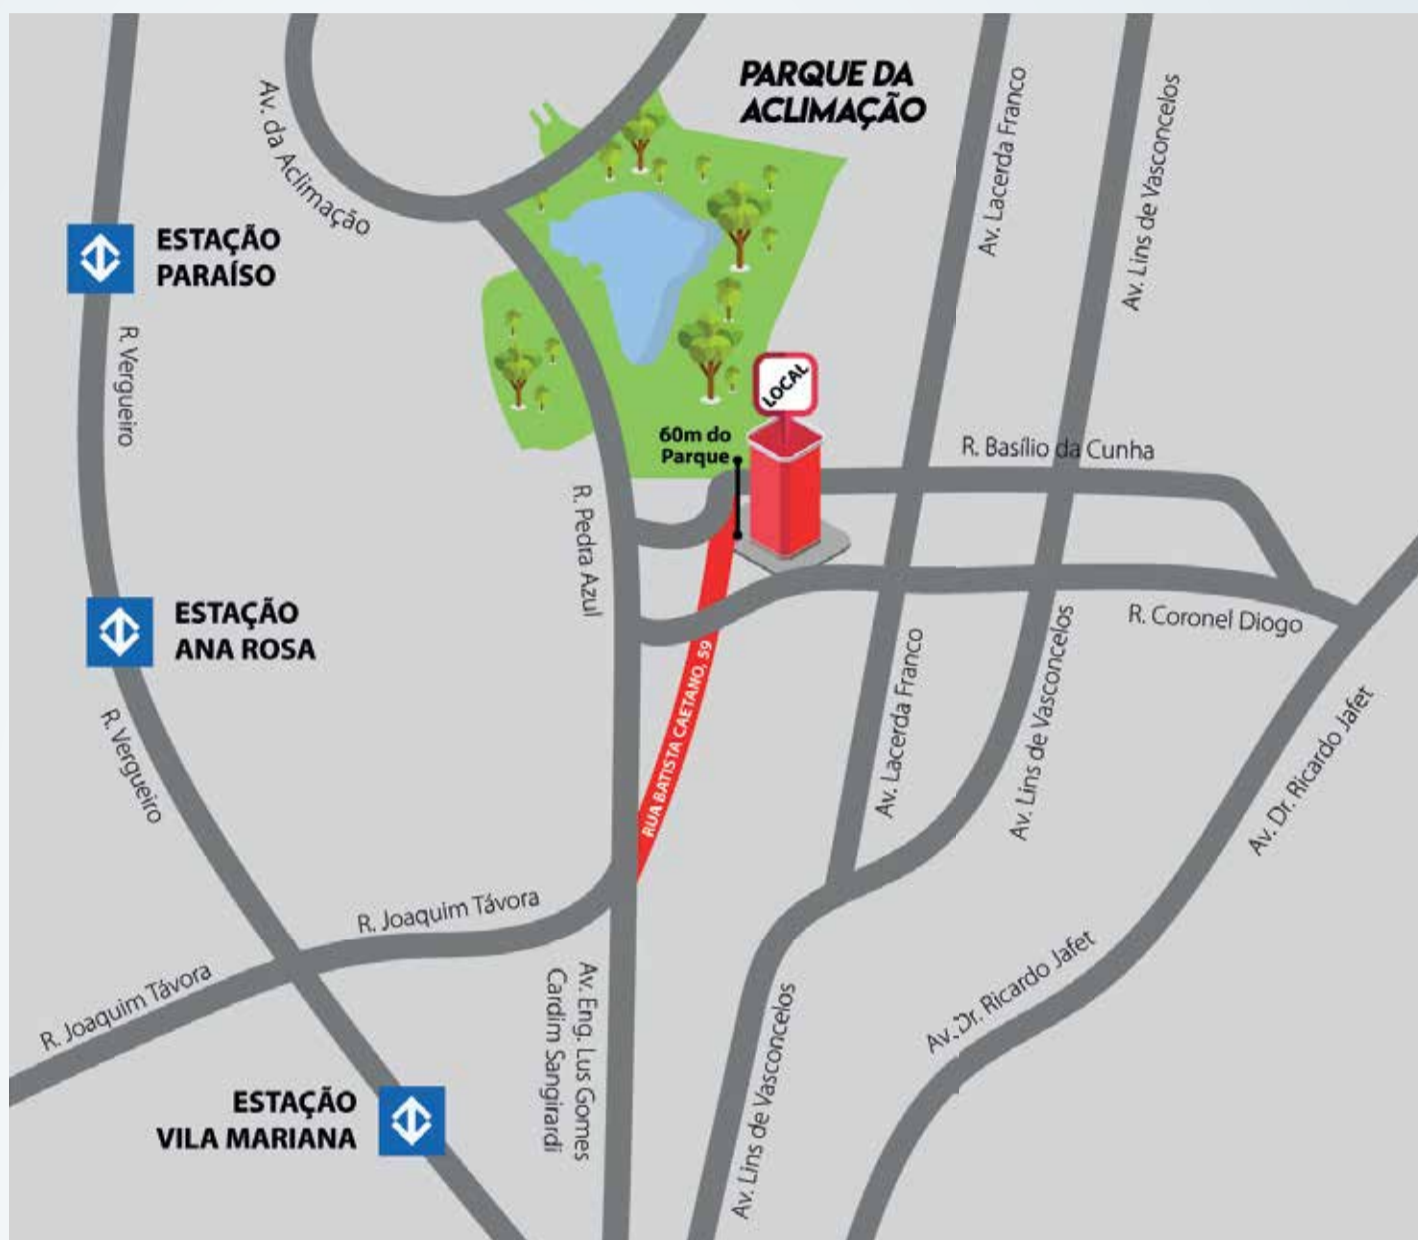 PARQUE DA
ACLIMAÇÃO
Av. da Aclimação
Av. Lacerda Franco
Av. Lins de Vasconcelos
ESTAÇÃO
PARAÍSO
R. Vergueiro
LOCAL
60m do
Parque
R. Basílio da Cunha
R. Pedra Azul
ESTAÇÃO
ANA ROSA
R. Coronel Diogo
RUA BATISTA CAETANO, 59
Av. Lacerda Franco
Av. Lins de Vasconcelos
Av. Dr. Ricardo Jafet
R. Vergueiro
R. Joaquim Távora
R. Joaquim Távora
Av. Eng. Lus Gomes
Cardim Sangirardi
Av. Dr. Ricardo Jafet
Av. Lins de Vasconcelos
ESTAÇÃO
VILA MARIANA